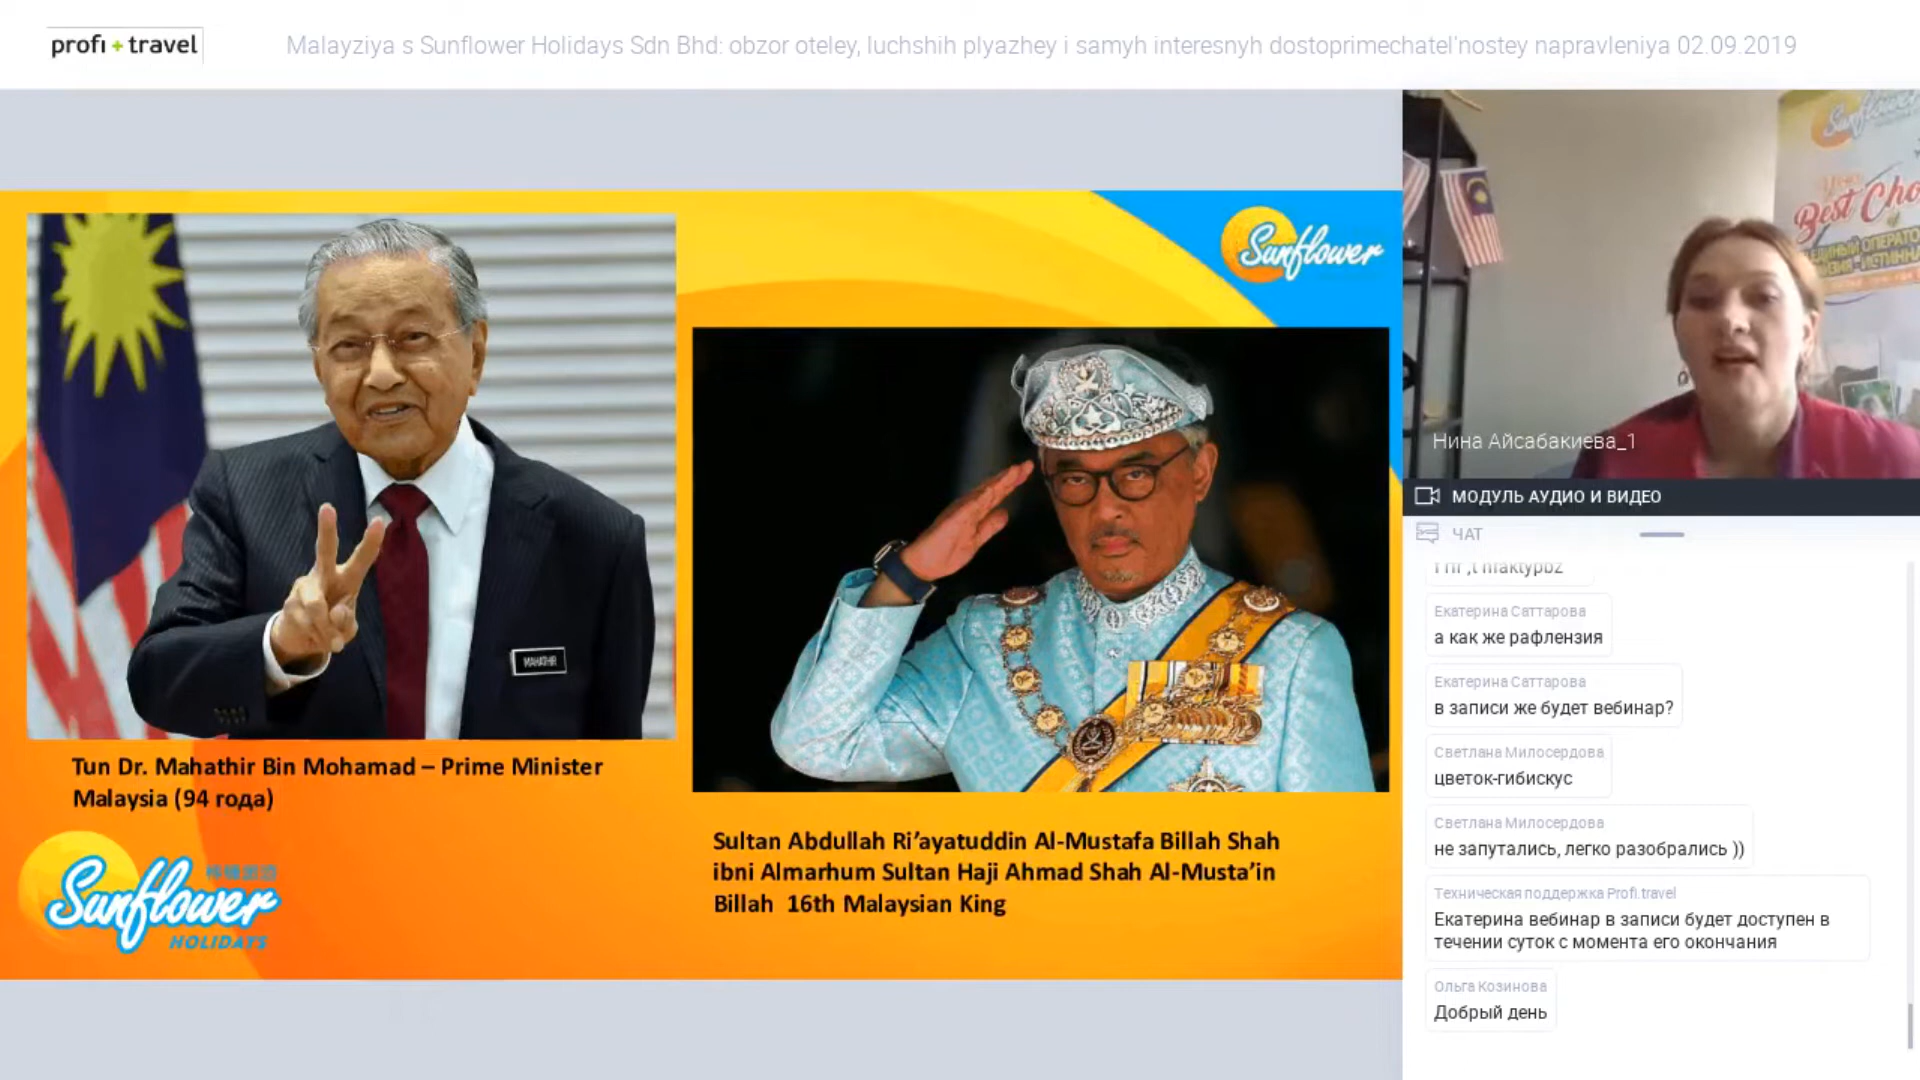 profi + travel
Malayziya s Sunflower Holidays Sdn Bhd: obzor oteley, luchshih plyazhey i samyh interesnyh dostoprimechatel'nostey napravleniya 02.09.2019
Sunflower
MAHATHIR
Tun Dr. Mahathir Bin Mohamad – Prime Minister
Malaysia (94 года)
Sunflower
HOLIDAYS
Sultan Abdullah Ri’ayatuddin Al-Mustafa Billah Shah
ibni Almarhum Sultan Haji Ahmad Shah Al-Musta’in
Billah 16th Malaysian King
Sunflower
Best
Нина Айсабакиева_1
МОДУЛЬ АУДИО И ВИДЕО
ЧАТ
Екатерина Саттарова
а как же рафлензия
Екатерина Саттарова
в записи же будет вебинар?
Светлана Милосердова
цветок-гибискус
Светлана Милосердова
не запутались, легко разобрались ))
Техническая поддержка Profi.travel
Екатерина вебинар в записи будет доступен в
течении суток с момента его окончания
Ольга Козинова
Добрый день